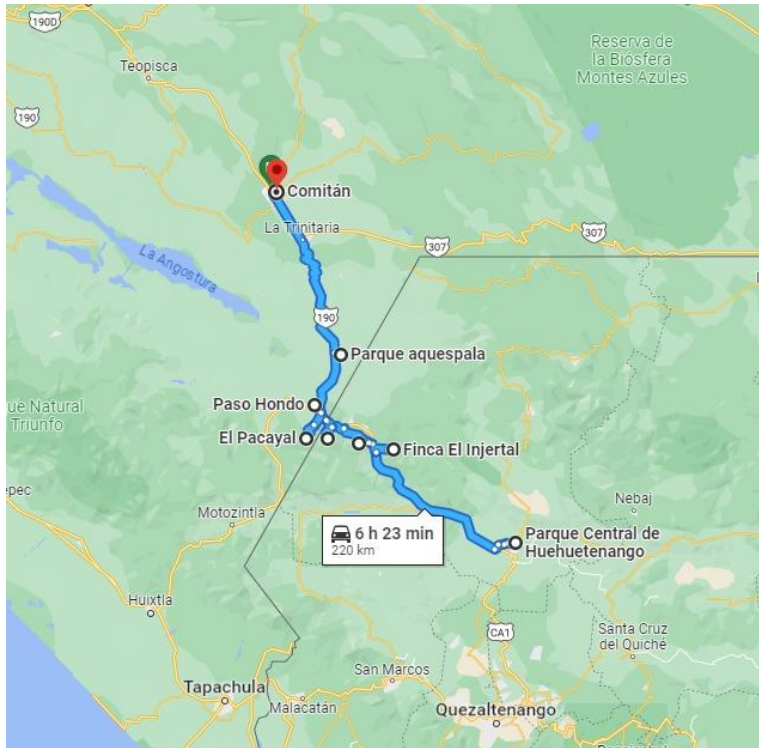 190D
Teopisca
Reserva de
la Biósfera
Montes Azules
190
Comitán
La Trinitaria
307
307
La Angostura
190
Parque aquespala
Paso Hondo
ue Natural
Triunfo
El Pacayal
Finca El Injertal
epec
Motozintla
Nebaj
6 h 23 min
220 km
Parque Central de
Huehuetenango
Huixtla
CA1
Santa Cruz
del Quiché
San Marcos
Tapachula
Malacatán
Quezaltenango